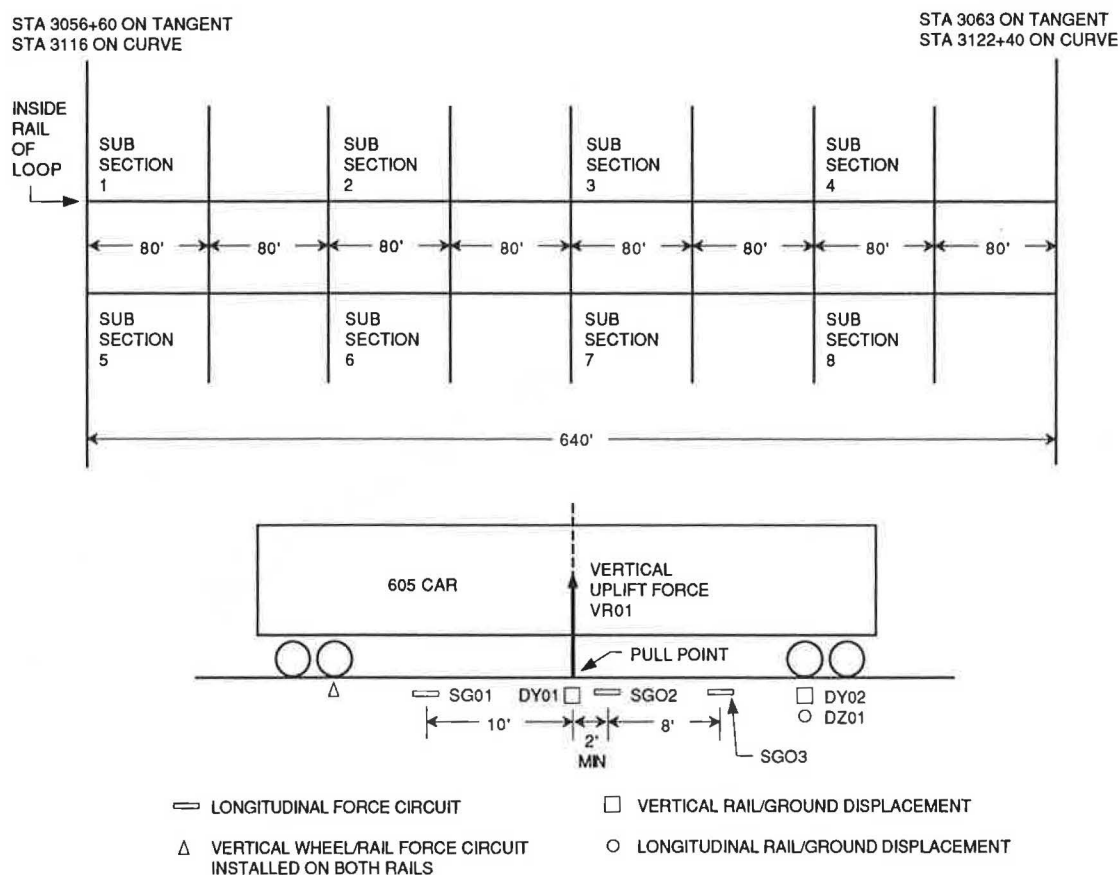 STA 3056+60 ON TANGENT
STA 3116 ON CURVE
STA 3063 ON TANGENT
STA 3122+40 ON CURVE
INSIDE
RAIL
OF
LOOP
SUB
SECTION
1
SUB
SECTION
2
SUB
SECTION
3
SUB
SECTION
4
80' 80' 80' 80' 80' 80' 80' 80'
SUB
SECTION
5
SUB
SECTION
6
SUB
SECTION
7
SUB
SECTION
8
640'
605 CAR
VERTICAL
UPLIFT FORCE
VR01
PULL POINT
SG01 DY01 SGO2 DY02
DZ01
10' 2' 8'
MIN
SGO3
LONGITUDINAL FORCE CIRCUIT
VERTICAL RAIL/GROUND DISPLACEMENT
VERTICAL WHEEL/RAIL FORCE CIRCUIT
INSTALLED ON BOTH RAILS
LONGITUDINAL RAIL/GROUND DISPLACEMENT